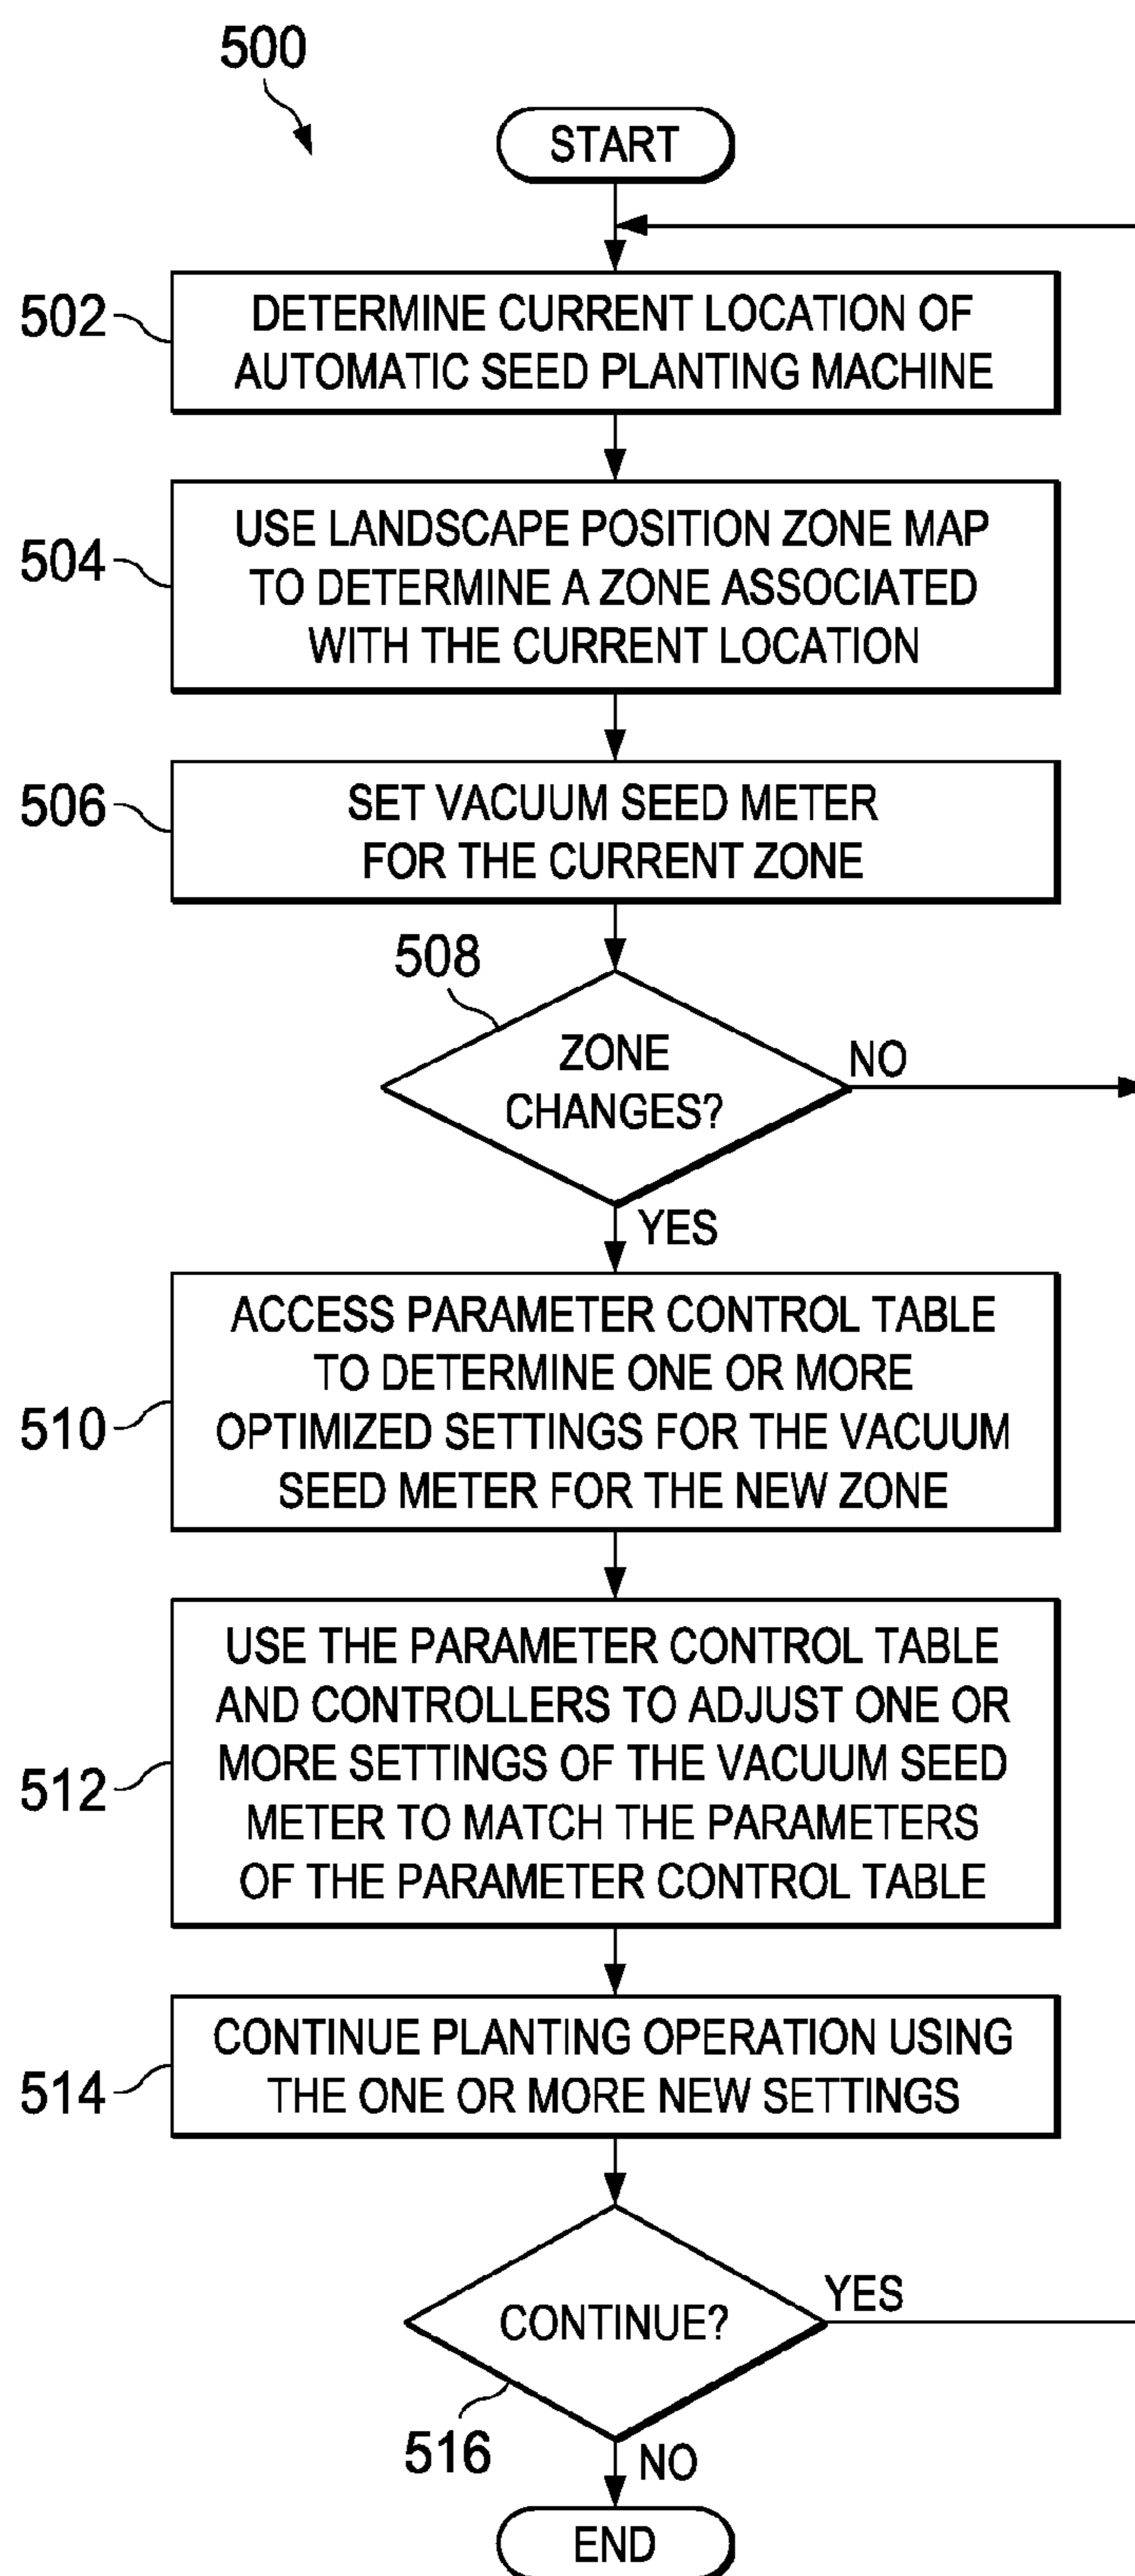 500
START
502
DETERMINE CURRENT LOCATION OF
AUTOMATIC SEED PLANTING MACHINE
504
USE LANDSCAPE POSITION ZONE MAP
TO DETERMINE A ZONE ASSOCIATED
WITH THE CURRENT LOCATION
506
SET VACUUM SEED METER
FOR THE CURRENT ZONE
508
ZONE
CHANGES?
NO
YES
510
ACCESS PARAMETER CONTROL TABLE
TO DETERMINE ONE OR MORE
OPTIMIZED SETTINGS FOR THE VACUUM
SEED METER FOR THE NEW ZONE
512
USE THE PARAMETER CONTROL TABLE
AND CONTROLLERS TO ADJUST ONE OR
MORE SETTINGS OF THE VACUUM SEED
METER TO MATCH THE PARAMETERS
OF THE PARAMETER CONTROL TABLE
514
CONTINUE PLANTING OPERATION USING
THE ONE OR MORE NEW SETTINGS
CONTINUE?
YES
516
NO
END